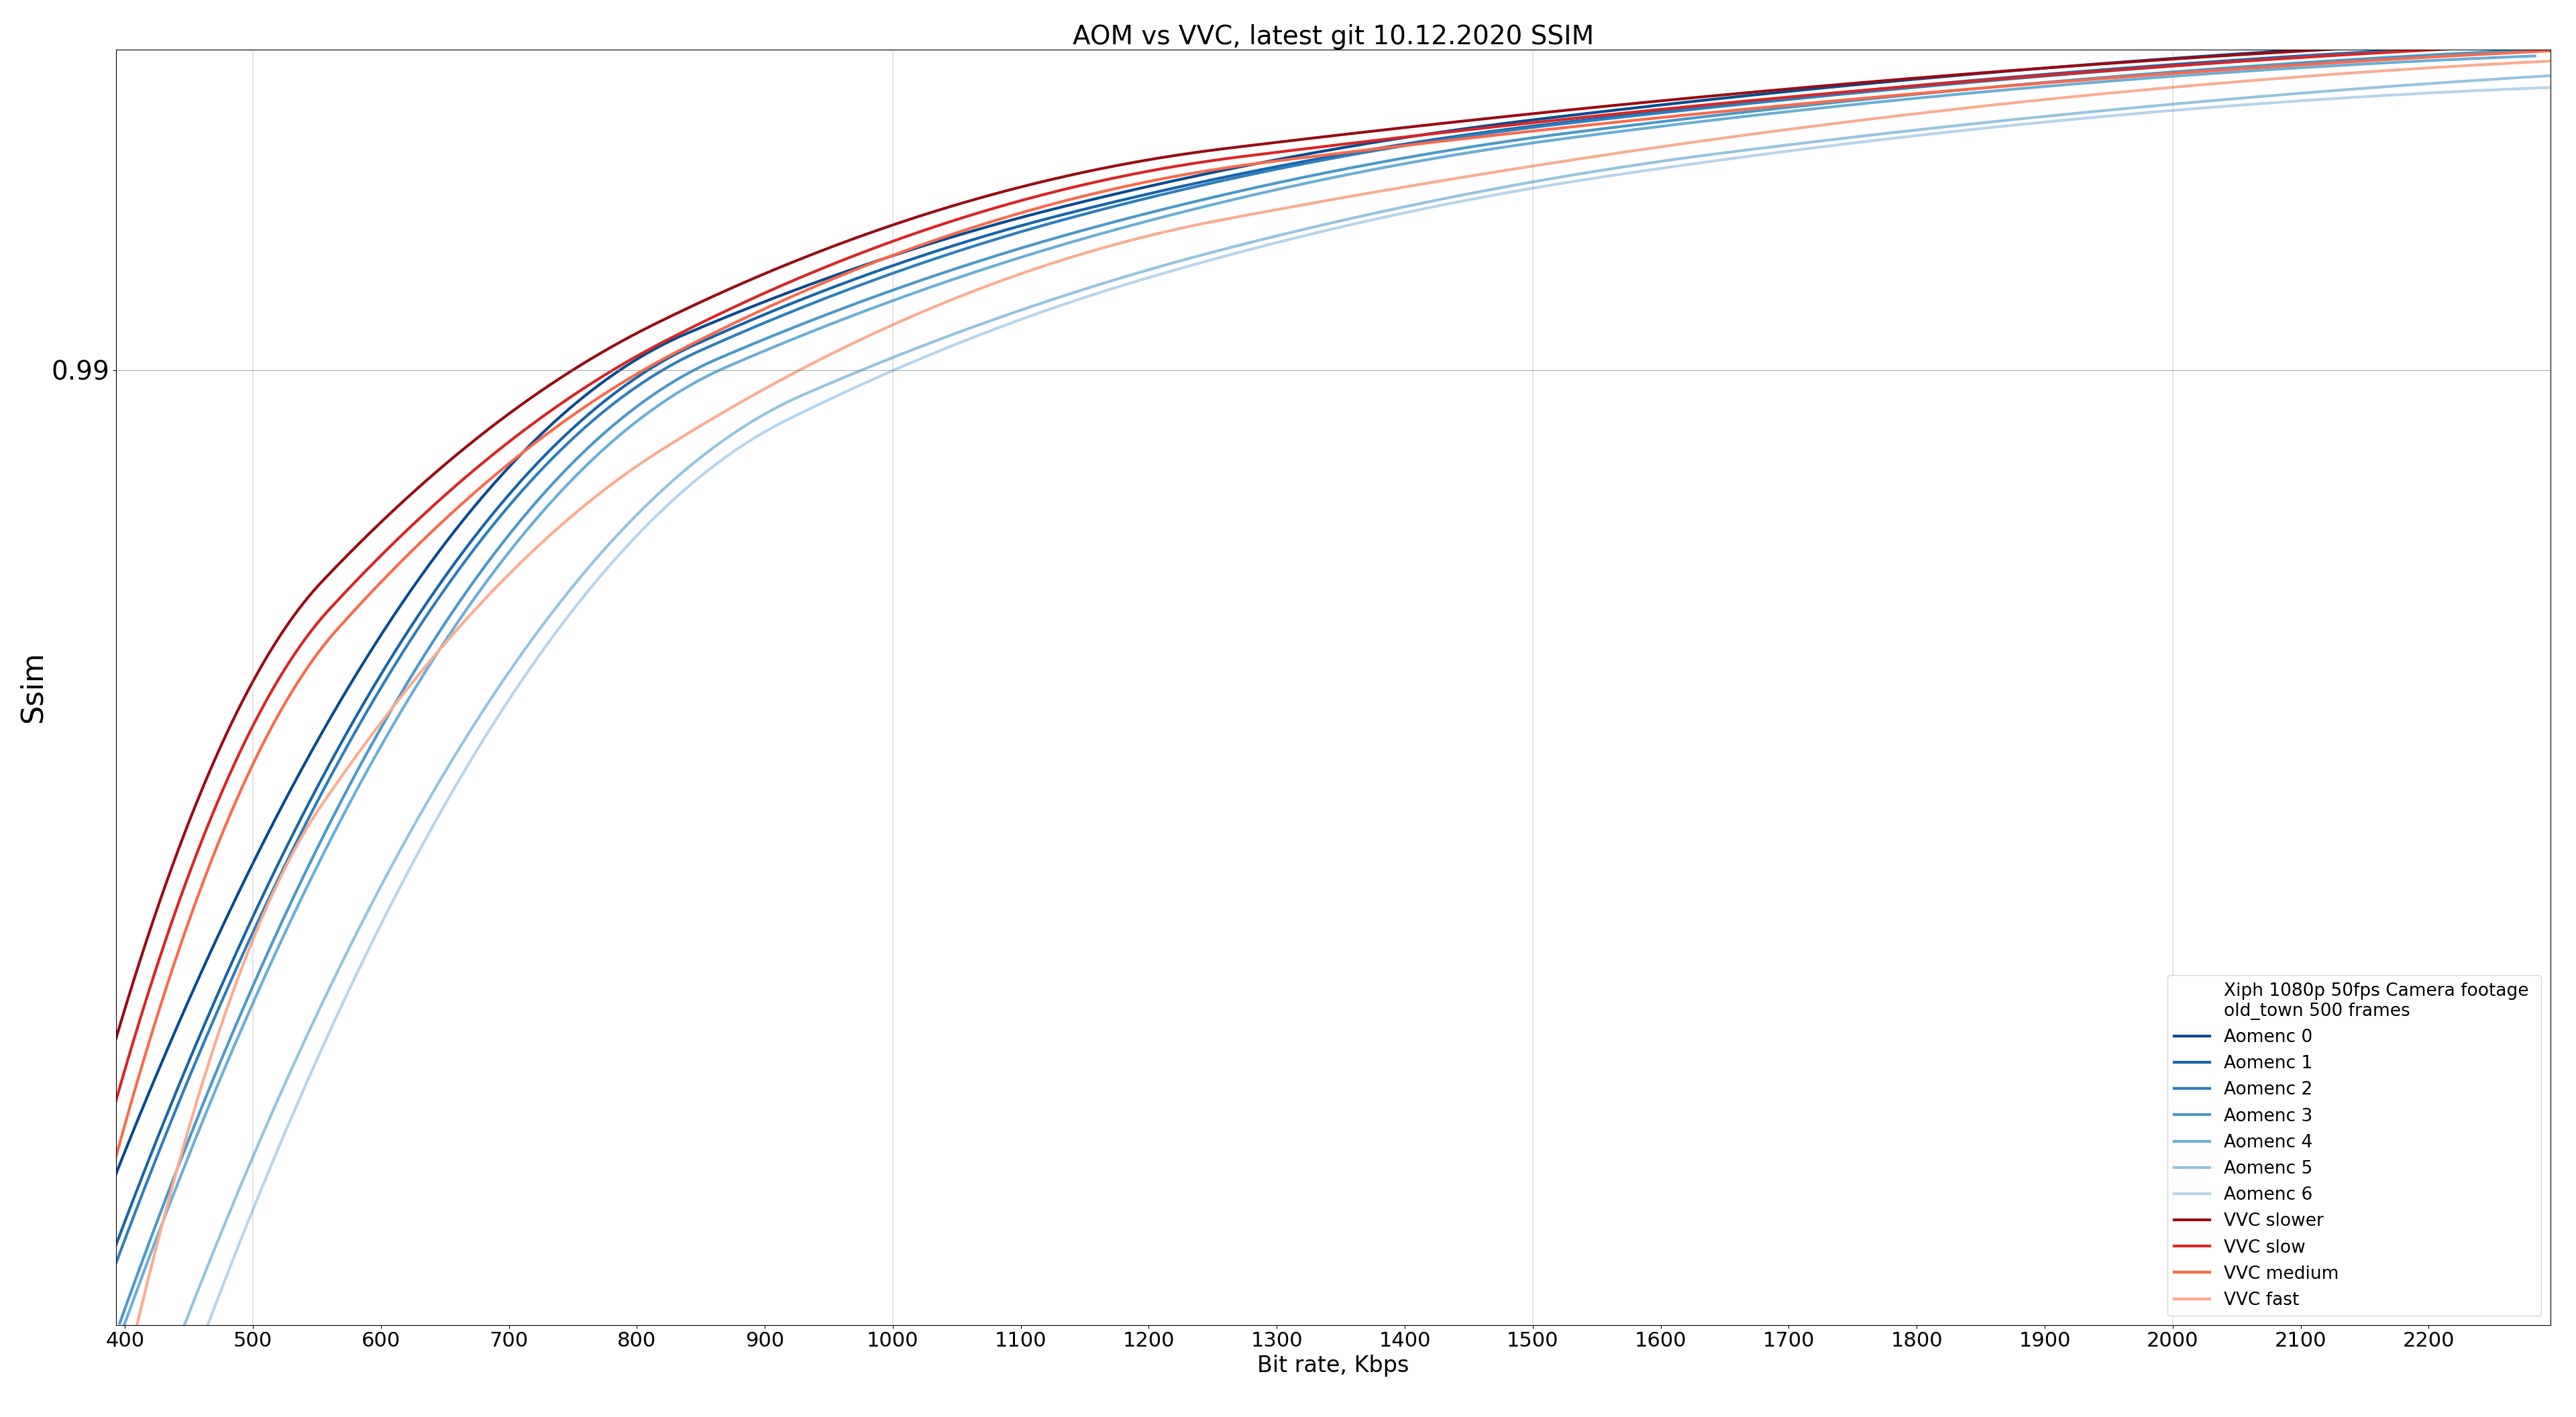 AOM vs VVC, latest git 10.12.2020 SSIM
0.99
Ssim
400 500 600 700 800 900 1000 1100 1200 1300 1400 1500 1600 1700 1800 1900 2000 2100 2200
Bit rate, Kbps
Xiph 1080p 50fps Camera footage
old_town 500 frames
Aomenc 0
Aomenc 1
Aomenc 2
Aomenc 3
Aomenc 4
Aomenc 5
Aomenc 6
VVC slower
VVC slow
VVC medium
VVC fast